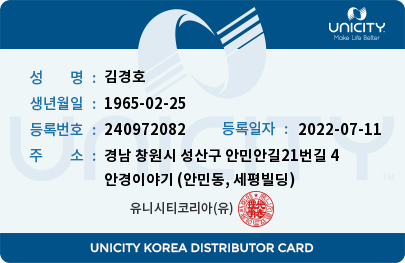 UNICITY
Make Life Better
성 명 : 김경호
생년월일 : 1965-02-25
등록번호 : 240972082 등록일자 : 2022-07-11
주 소 : 경남 창원시 성산구 안민안길21번길 4
안경이야기 (안민동, 세평빌딩)
UNICITY
유니시티코리아(유)
UNICITY KOREA DISTRIBUTOR CARD